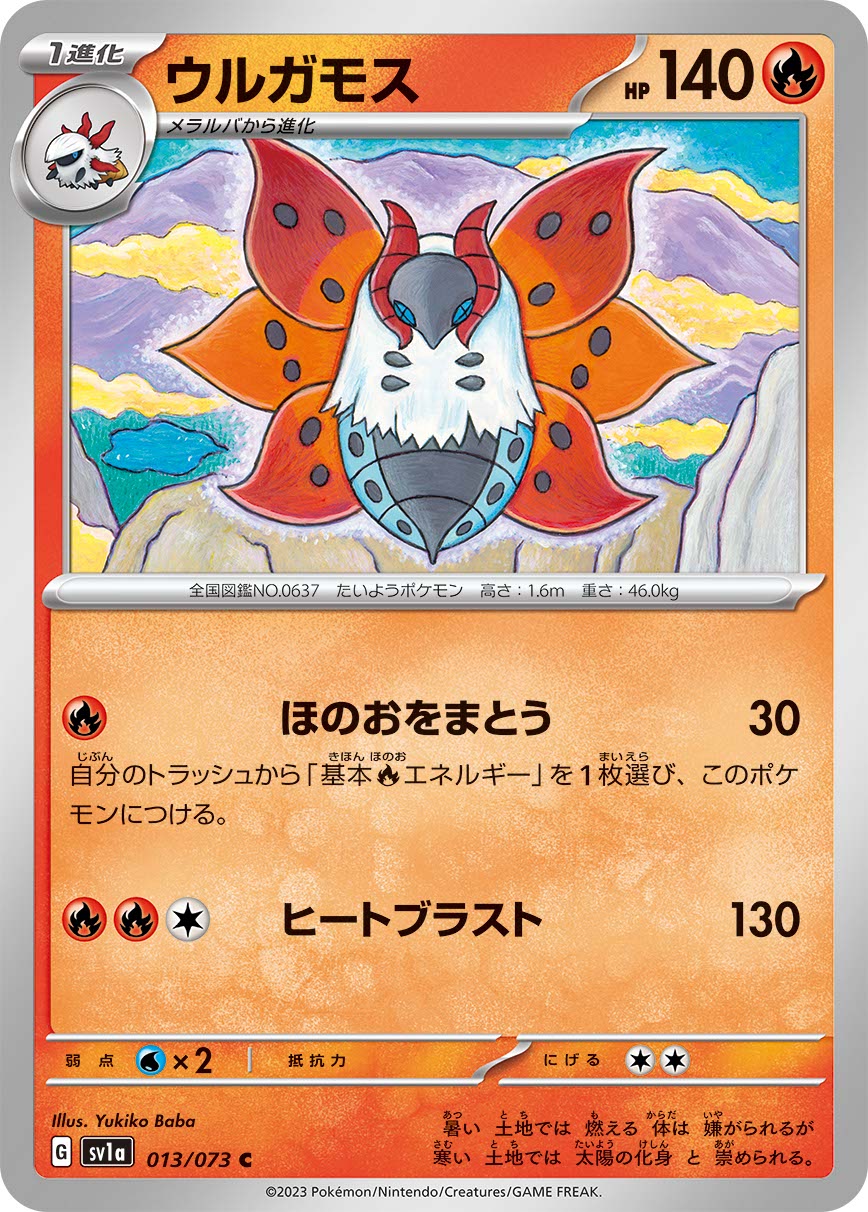 1進化
ウルガモス
HP 140
メラルバから進化
全国図鑑NO.0637 たいようポケモン 高さ：1.6m 重さ：46.0kg
ほのおをまとう 30
自分のトラッシュから「基本エネルギー」を1枚選び、このポケ
モンにつける。
ヒートブラスト 130
弱点 ×2 抵抗力 にげる
Illus. Yukiko Baba
暑い 土地では 燃える 体は 嫌がられるが
寒い 土地では 太陽の化身 と 崇められる。
G sv1a 013/073 C
©2023 Pokémon/Nintendo/Creatures/GAME FREAK.